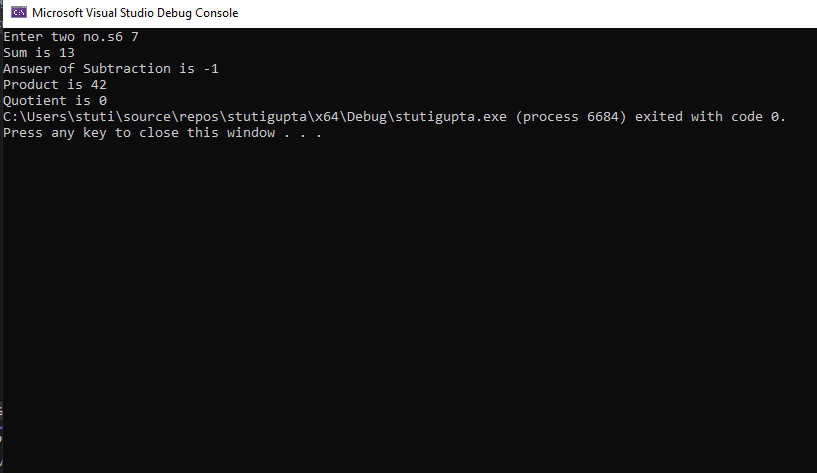 Microsoft Visual Studio Debug Console
Enter two no.s6 7
Sum is 13
Answer of Subtraction is -1
Product is 42
Quotient is 0
C:\Users\stuti\source\repos\stutigupta\x64\Debug\stutigupta.exe (process 6684) exited with code 0.
Press any key to close this window . . .